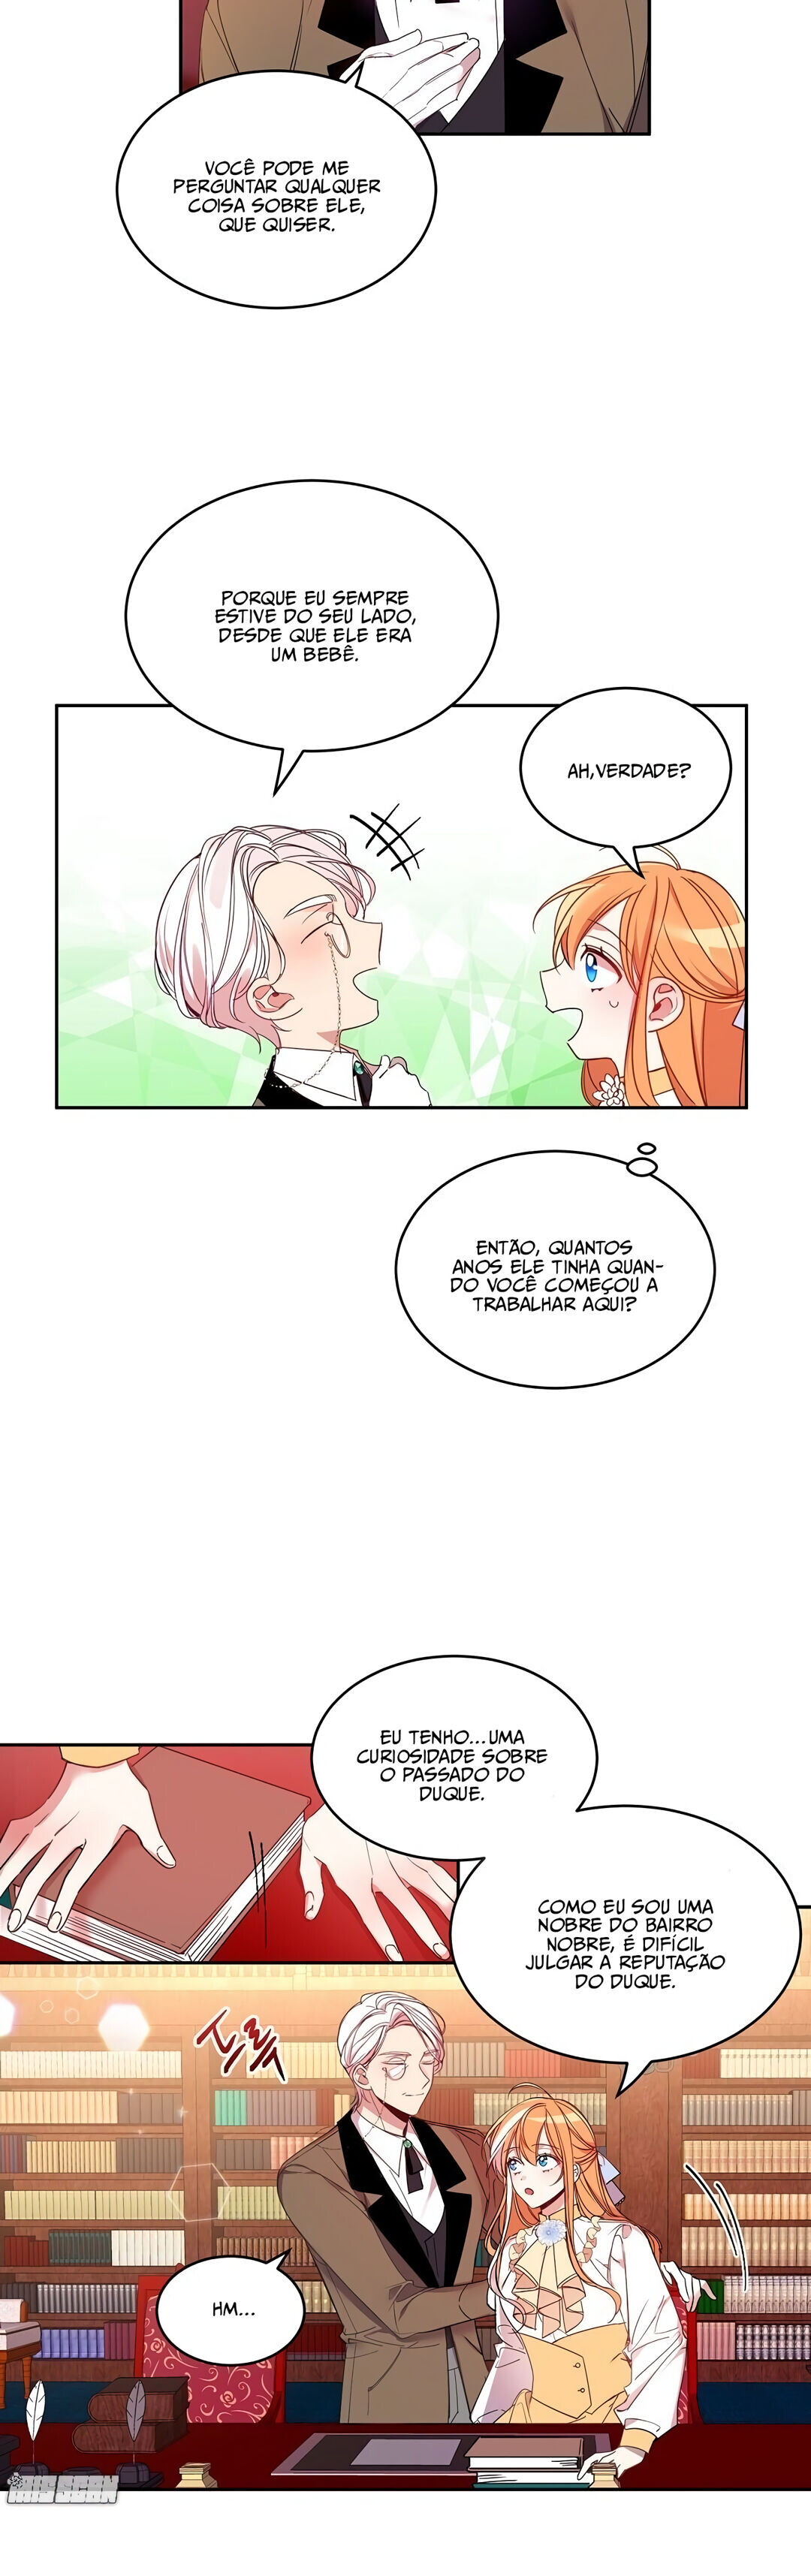 VOCÊ PODE ME
PERGUNTAR QUALQUER
COISA SOBRE ELE,
QUE QUISER.
PORQUE EU SEMPRE
ESTIVE DO SEU LADO,
DESDE QUE ELE ERA
UM BEBÊ.
AH,VERDADE?
ENTÃO, QUANTOS
ANOS ELE TINHA QUAN-
DO VOCÊ COMEÇOU A
TRABALHAR AQUI?
EU TENHO...UMA
CURIOSIDADE SOBRE
O PASSADO DO
DUQUE.
COMO EU SOU UMA
NOBRE DO BAIRRO
NOBRE, É DIFÍCIL
JULGAR A REPUTAÇÃO
DO DUQUE.
스륵
HM...